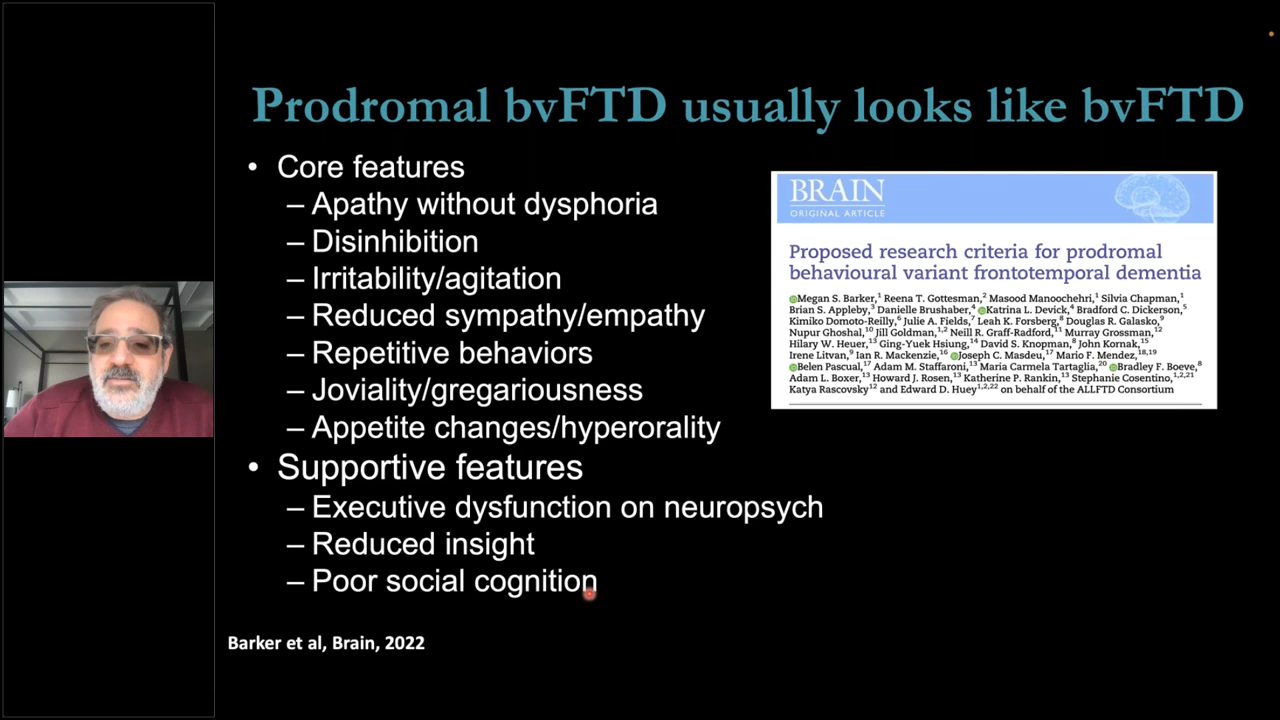 Prodromal bvFTD usually looks like bvFTD
• Core features
– Apathy without dysphoria
– Disinhibition
– Irritability/agitation
– Reduced sympathy/empathy
– Repetitive behaviors
– Joviality/gregariousness
– Appetite changes/hyperorality
• Supportive features
– Executive dysfunction on neuropsych
– Reduced insight
– Poor social cognition
Barker et al, Brain, 2022
BRAIN
ORIGINAL ARTICLE
Proposed research criteria for prodromal
behavioural variant frontotemporal dementia
Megan S. Barker,1 Reena T. Gottesman,2 Masood Manoochehri,1 Silvia Chapman,1
Brian S. Appleby,3 Danielle Brushaber,4 Katrina L. Devick,4 Bradford C. Dickerson,5
Kimiko Domoto-Reilly,6 Julie A. Fields,7 Leah K. Forsberg,8 Douglas R. Galasko,9
Nupur Ghoshal,10 Jill Goldman,1,2 Neill R. Graff-Radford,11 Murray Grossman,12
Hilary W. Heuer,13 Ging-Yuek Hsiung,14 David S. Knopman,8 John Kornak,15
Irene Litvan,9 Ian R. Mackenzie,16 Joseph C. Masdeu,17 Mario F. Mendez,18,19
Belen Pascual,17 Adam M. Staffaroni,13 Maria Carmela Tartaglia,20 Bradley F. Boeve,8
Adam L. Boxer,13 Howard J. Rosen,13 Katherine P. Rankin,13 Stephanie Cosentino,1,2,21
Katya Rascovsky12 and Edward D. Huey1,2,22 on behalf of the ALLFTD Consortium